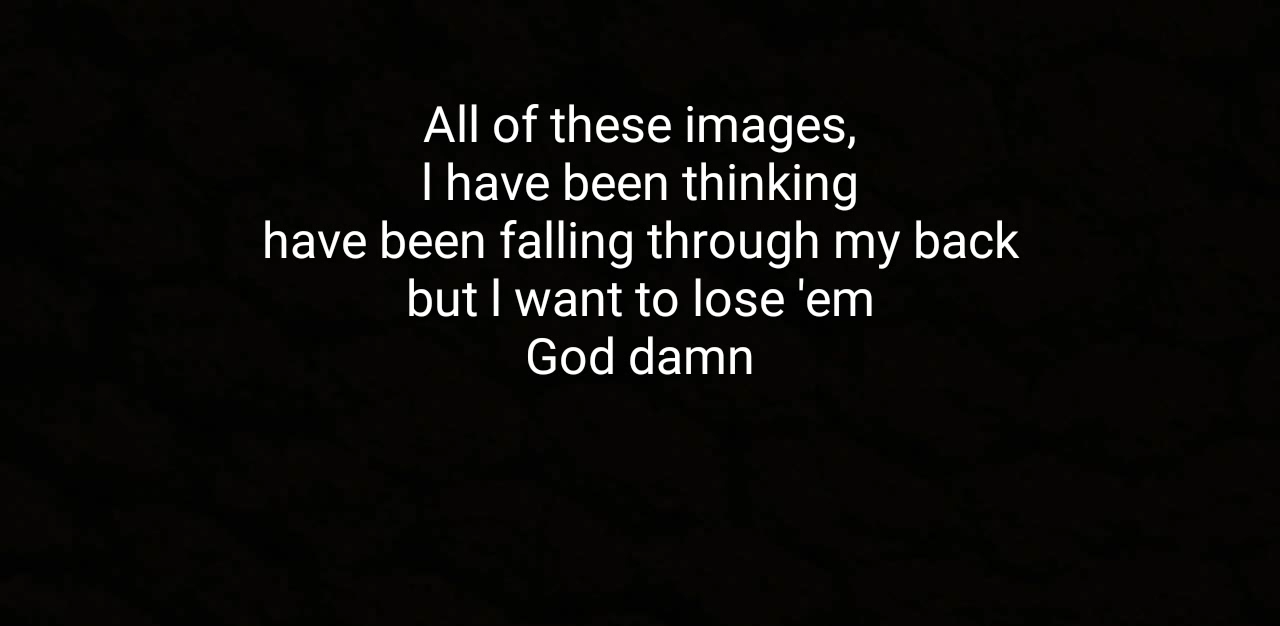 All of these images,
I have been thinking
have been falling through my back
but I want to lose 'em
God damn